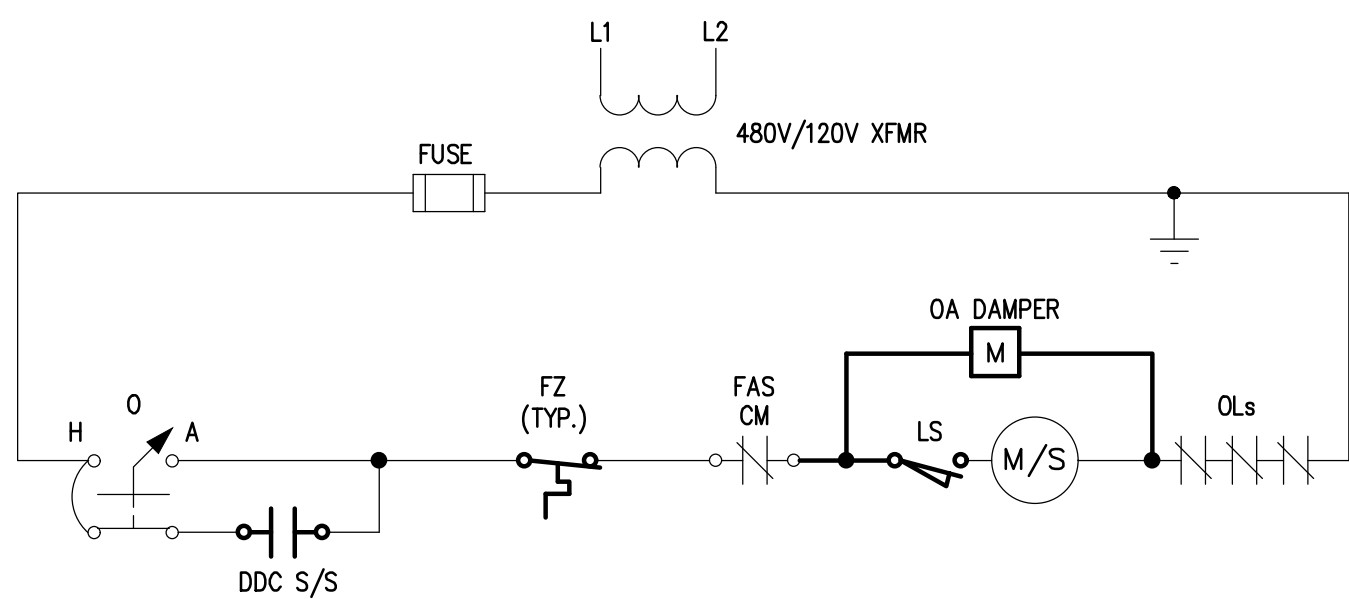 L1
L2
480V/120V XFMR
FUSE
OA DAMPER
M
FZ
(TYP.)
FAS
CM
OLs
O
H
A
LS
M/S
DDC S/S